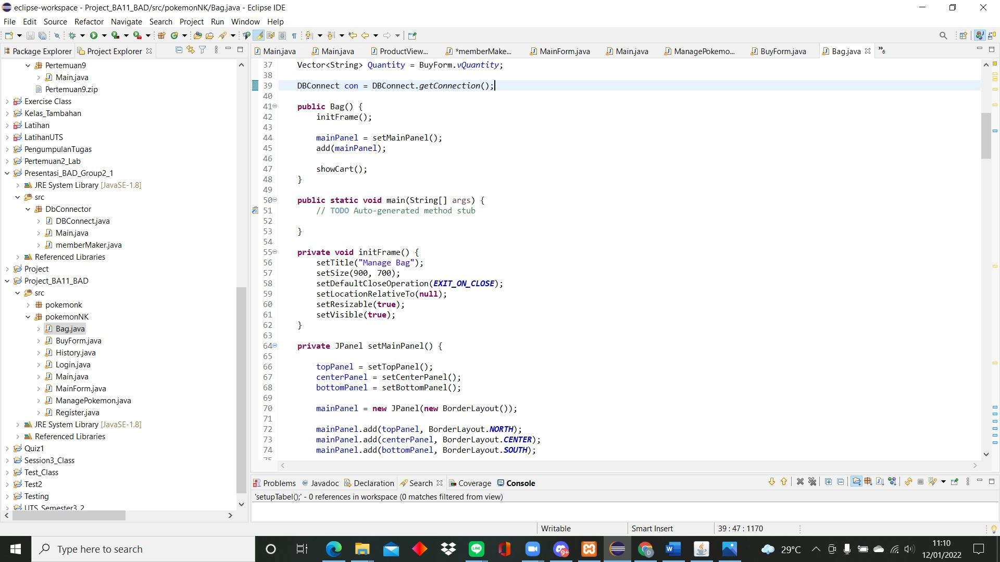 eclipse-workspace - Project_BA11_BAD/src/pokemonNK/Bag.java - Eclipse IDE
File Edit Source Refactor Navigate Search Project Run Window Help
Package Explorer Project Explorer
Main.java Main.java ProductView... *memberMake... MainForm.java Main.java ManagePokemo... BuyForm.java Bag.java »6
Pertemuan9
Main.java
Pertemuan9.zip
Exercise Class
Kelas_Tambahan
Latihan
LatihanUTS
PengumpulanTugas
Pertemuan2_Lab
Presentasi_BAD_Group2_1
JRE System Library [JavaSE-1.8]
src
DbConnector
DBConnect.java
Main.java
memberMaker.java
Referenced Libraries
Project
Project_BA11_BAD
src
pokemonk
pokemonNK
Bag.java
BuyForm.java
History.java
Login.java
Main.java
MainForm.java
ManagePokemon.java
Register.java
JRE System Library [JavaSE-1.8]
Referenced Libraries
Quiz1
Session3_Class
Test_Class
Test2
Testing
UTS_Semester3_2
37 Vector<String> Quantity = BuyForm.vQuantity;
38
39 DBConnect con = DBConnect.getConnection();
40
41 public Bag() {
42 initFrame();
43
44 mainPanel = setMainPanel();
45 add(mainPanel);
46
47 showCart();
48 }
49
50 public static void main(String[] args) {
51 // TODO Auto-generated method stub
52
53 }
54
55 private void initFrame() {
56 setTitle("Manage Bag");
57 setSize(900, 700);
58 setDefaultCloseOperation(EXIT_ON_CLOSE);
59 setLocationRelativeTo(null);
60 setResizable(true);
61 setVisible(true);
62 }
63
64 private JPanel setMainPanel() {
65
66 topPanel = setTopPanel();
67 centerPanel = setCenterPanel();
68 bottomPanel = setBottomPanel();
69
70 mainPanel = new JPanel(new BorderLayout());
71
72 mainPanel.add(topPanel, BorderLayout.NORTH);
73 mainPanel.add(centerPanel, BorderLayout.CENTER);
74 mainPanel.add(bottomPanel, BorderLayout.SOUTH);
75
Problems @ Javadoc Declaration Search Coverage Console
'setupTabel();' - 0 references in workspace (0 matches filtered from view)
Writable Smart Insert 39 : 47 : 1170
Type here to search
LINE
9+
29°C
11:10
12/01/2022